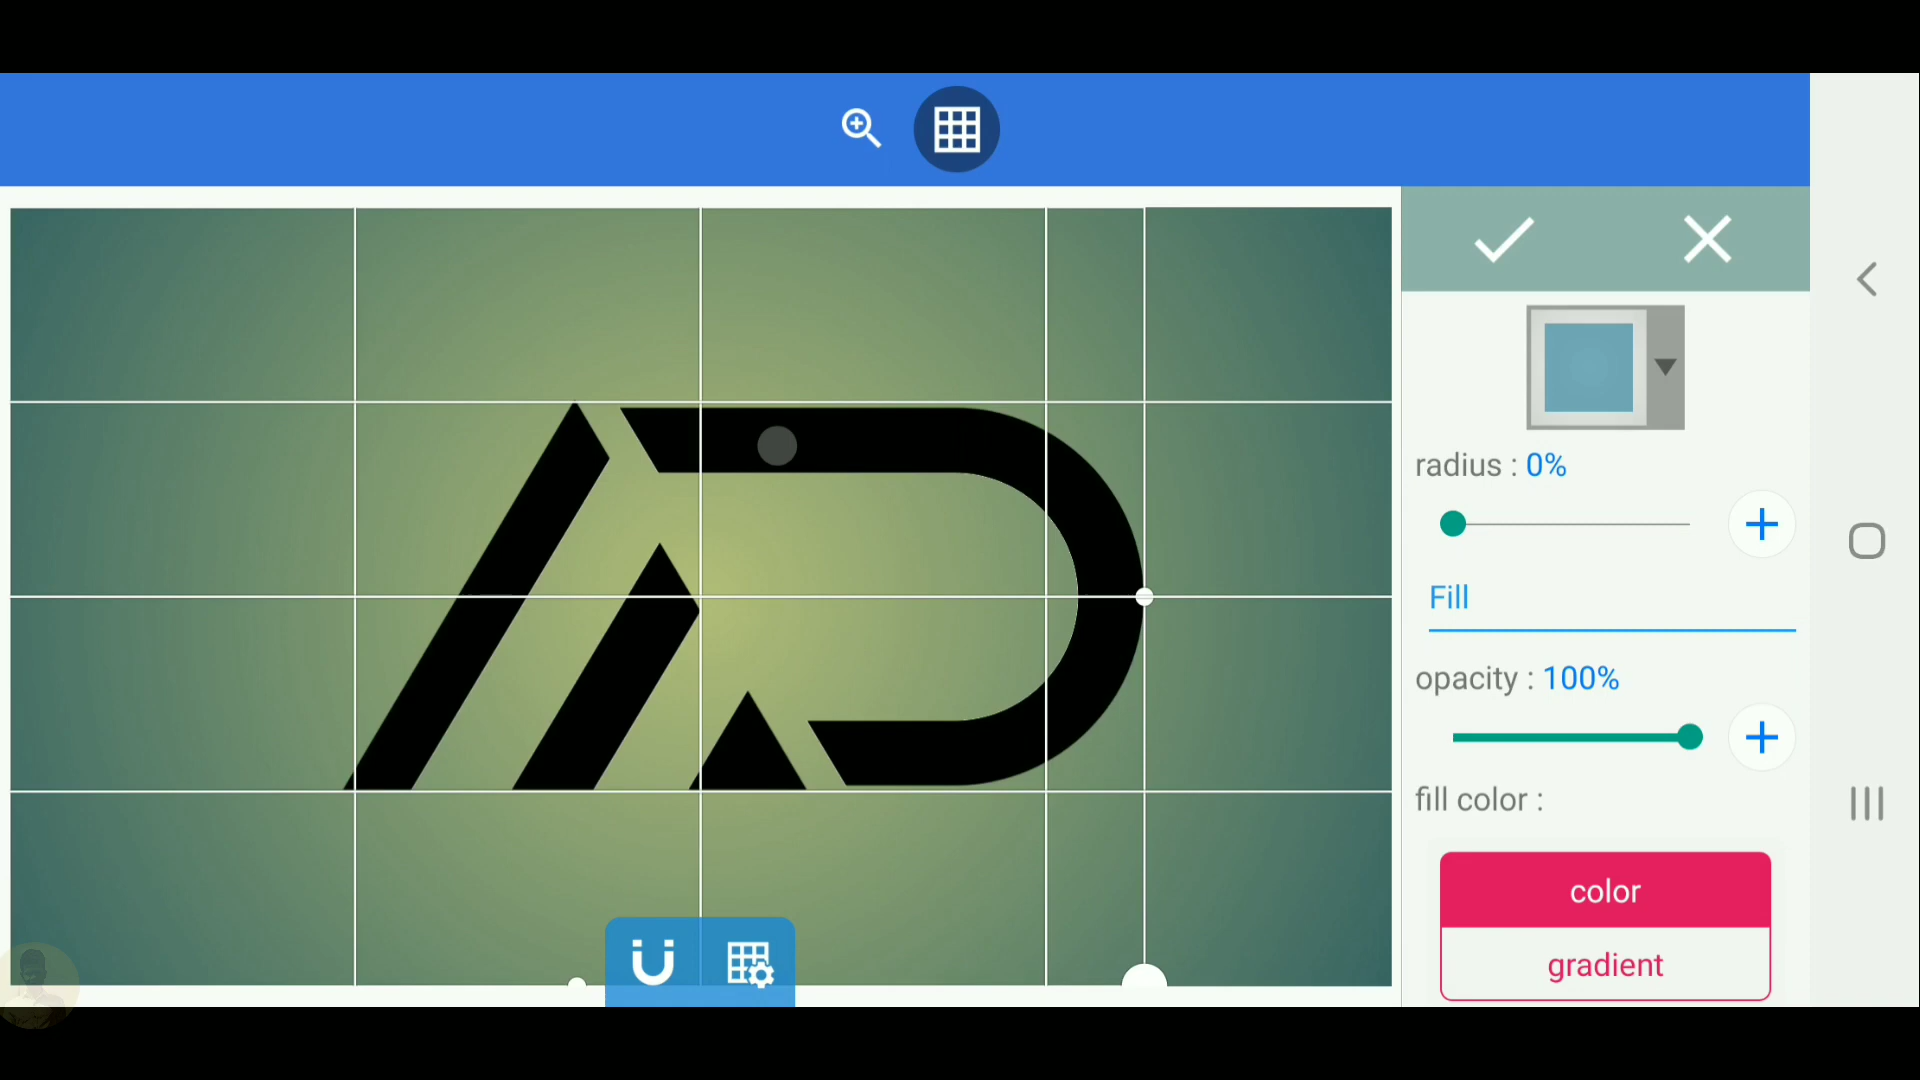 radius : 0%
Fill
opacity : 100%
fill color :
color
gradient